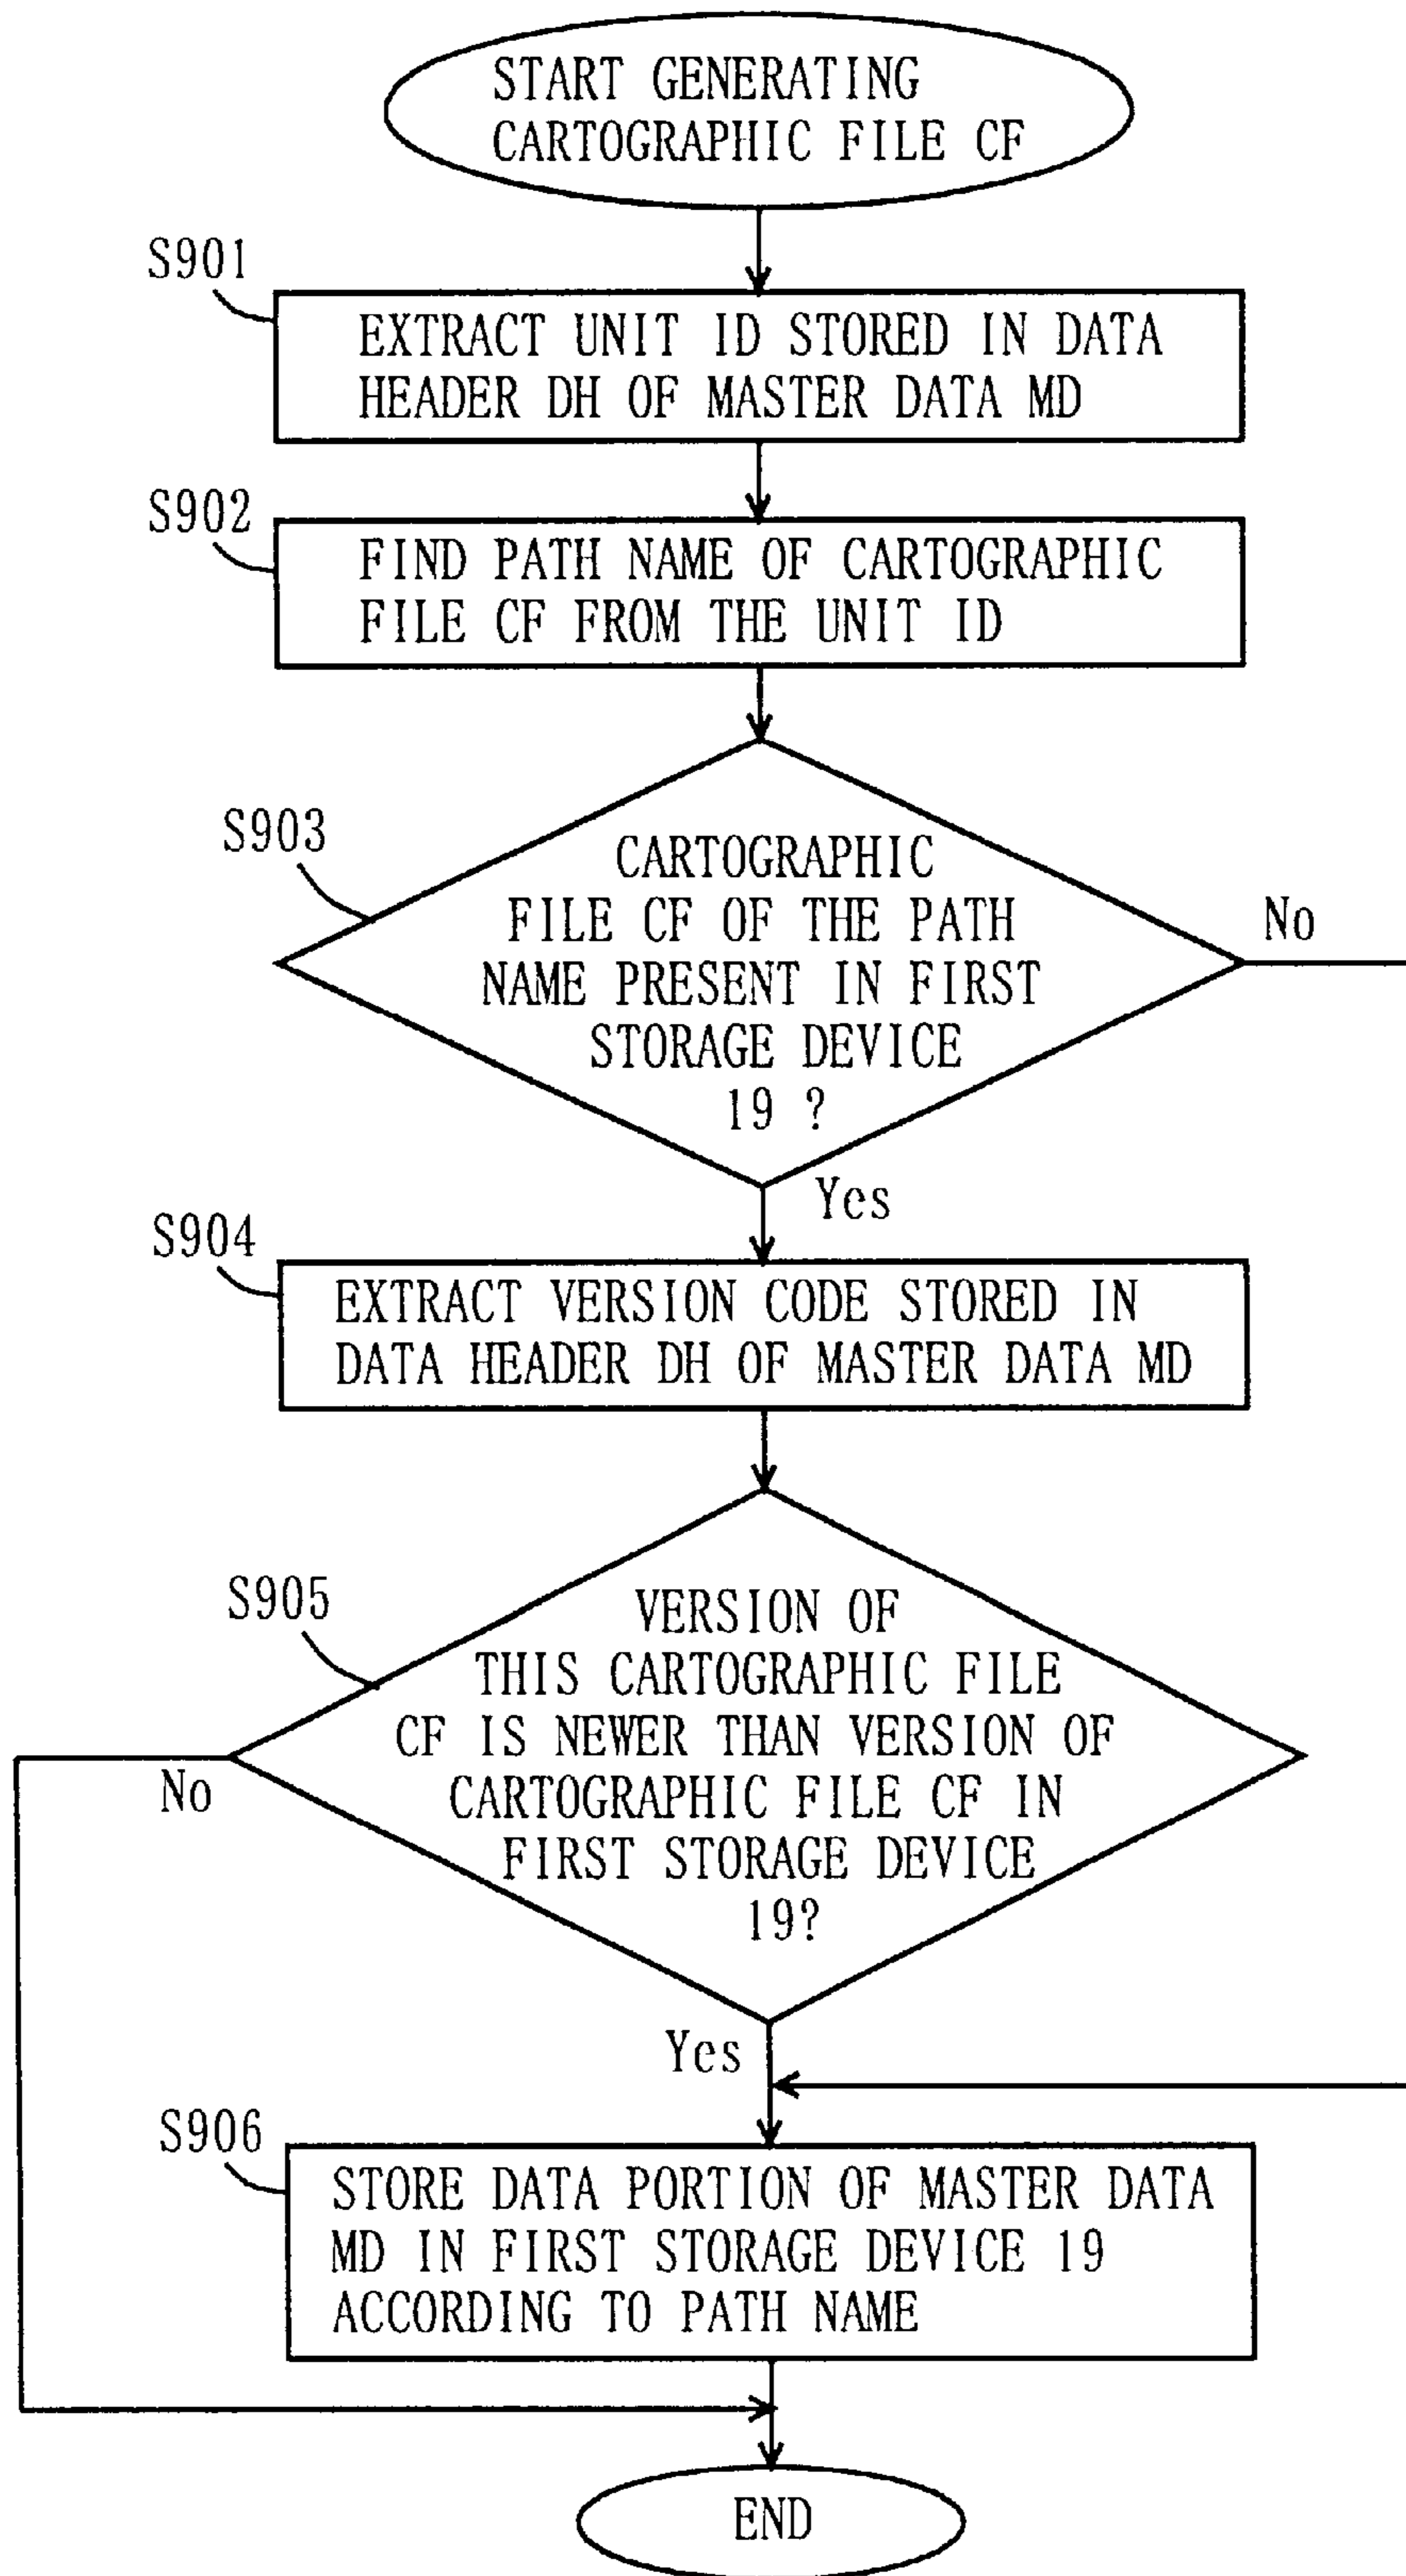 START GENERATING
CARTOGRAPHIC FILE CF
S901
EXTRACT UNIT ID STORED IN DATA
HEADER DH OF MASTER DATA MD
S902
FIND PATH NAME OF CARTOGRAPHIC
FILE CF FROM THE UNIT ID
S903
CARTOGRAPHIC
FILE CF OF THE PATH
NAME PRESENT IN FIRST
STORAGE DEVICE
19 ?
No
Yes
S904
EXTRACT VERSION CODE STORED IN
DATA HEADER DH OF MASTER DATA MD
S905
VERSION OF
THIS CARTOGRAPHIC FILE
CF IS NEWER THAN VERSION OF
CARTOGRAPHIC FILE CF IN
FIRST STORAGE DEVICE
19?
No
Yes
S906
STORE DATA PORTION OF MASTER DATA
MD IN FIRST STORAGE DEVICE 19
ACCORDING TO PATH NAME
END